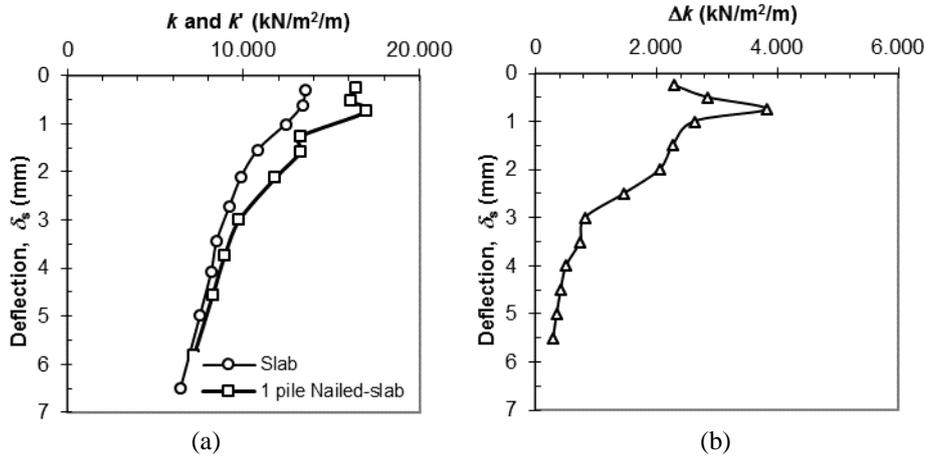 k and k' (kN/m²/m)
0 10.000 20.000
0
1
2
3
4
5
6
7
Deflection, δs (mm)
Slab
1 pile Nailed-slab
(a)
Δk (kN/m²/m)
0 2.000 4.000 6.000
0
1
2
3
4
5
6
7
Deflection, δs (mm)
(b)